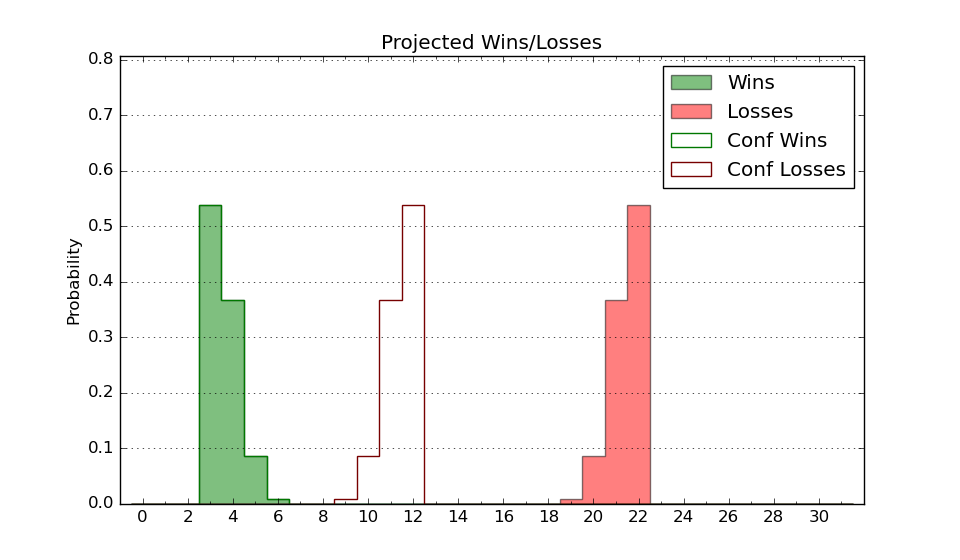 Projected Wins/Losses
0.8
0.7
0.6
0.5
0.4
0.3
0.2
0.1
0.0
Probability
Wins
Losses
Conf Wins
Conf Losses
0 2 4 6 8 10 12 14 16 18 20 22 24 26 28 30